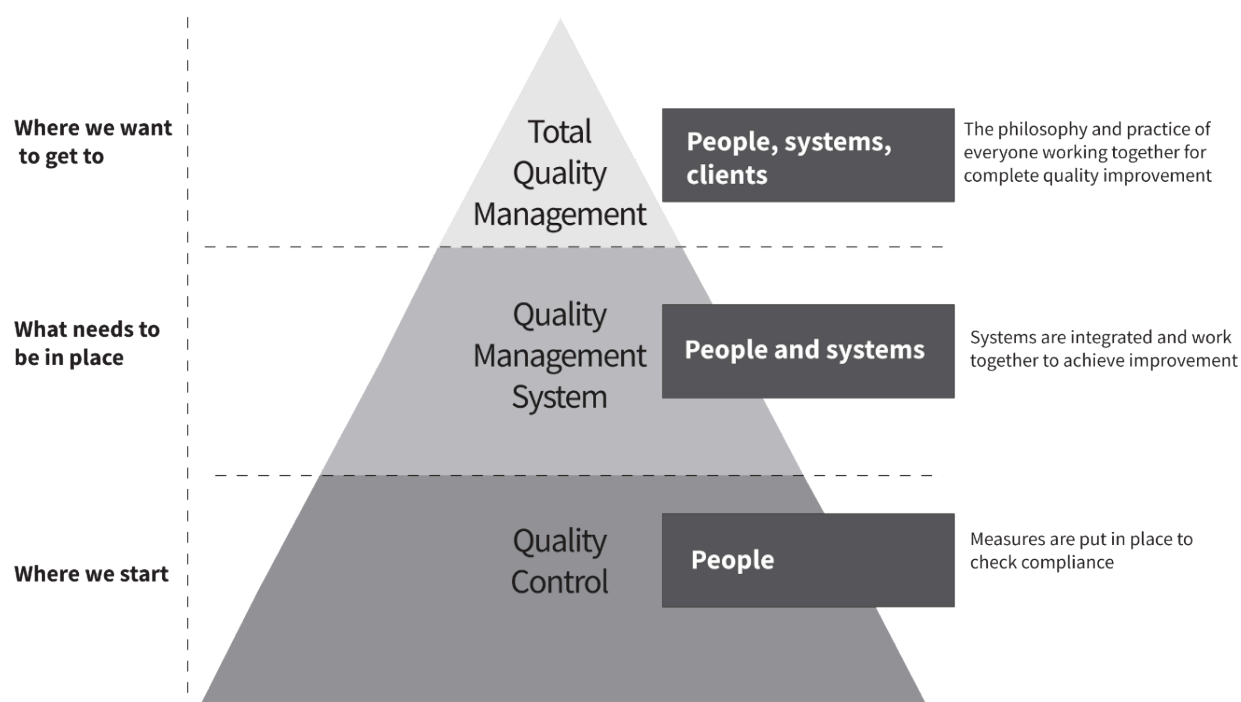 Where we want
to get to
Total
Quality
Management
People, systems,
clients
The philosophy and practice of
everyone working together for
complete quality improvement
What needs to
be in place
Quality
Management
System
People and systems
Systems are integrated and work
together to achieve improvement
Where we start
Quality
Control
People
Measures are put in place to
check compliance